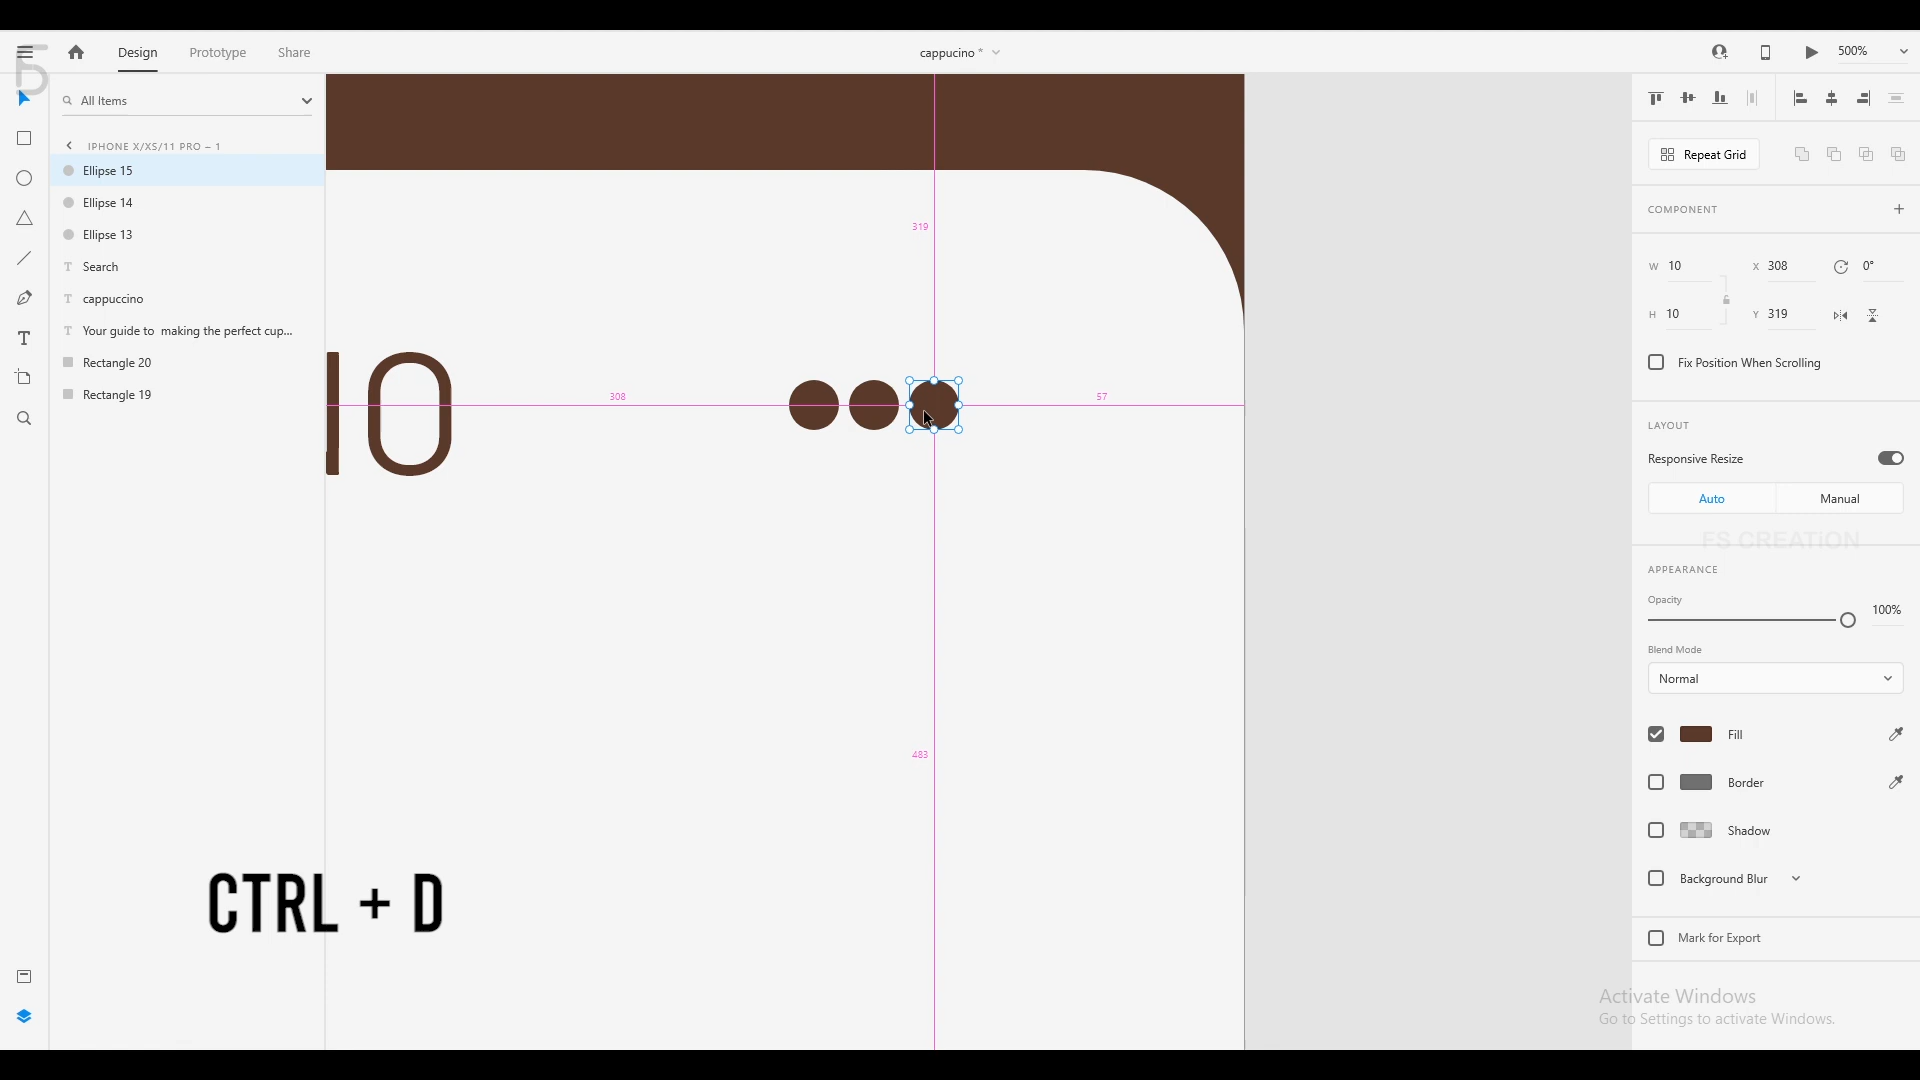 Design
Prototype
Share
cappucino *
500%
All Items
IPHONE X/XS/11 PRO – 1
Ellipse 15
Ellipse 14
Ellipse 13
Search
cappuccino
Your guide to making the perfect cup...
Rectangle 20
Rectangle 19
319
308
57
483
IO
CTRL + D
Repeat Grid
COMPONENT
W 10 X 308 0°
H 10 Y 319
Fix Position When Scrolling
LAYOUT
Responsive Resize
Auto
Manual
FS CREATiON
APPEARANCE
Opacity
100%
Blend Mode
Normal
Fill
Border
Shadow
Background Blur
Mark for Export
Activate Windows
Go to Settings to activate Windows.